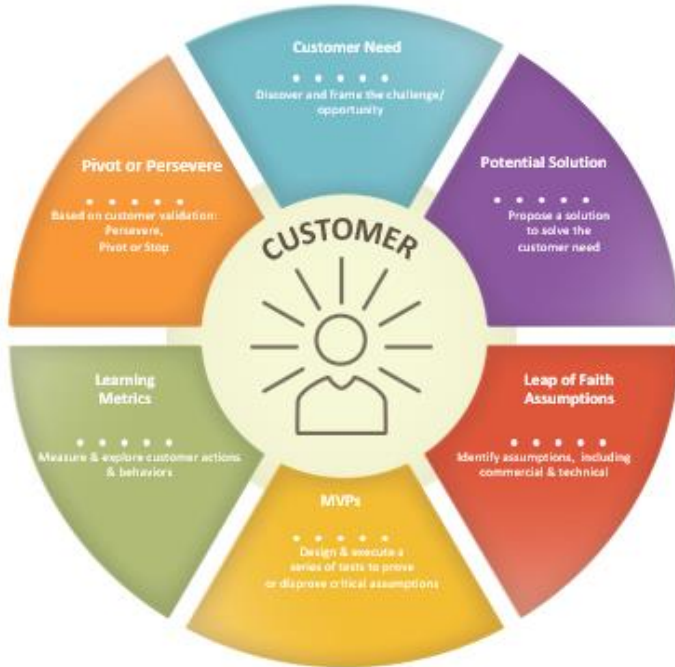 Customer Need
Discover and frame the challenge/
opportunity
Potential Solution
Propose a solution
to solve the
customer need
Leap of Faith
Assumptions
Identify assumptions, including
commercial & technical
MVPs
Design & execute a
series of tests to prove
or disprove critical assumptions
Learning
Metrics
Measure & explore customer actions
& behaviors
Pivot or Persevere
Based on customer validation:
Persevere,
Pivot or Stop
CUSTOMER